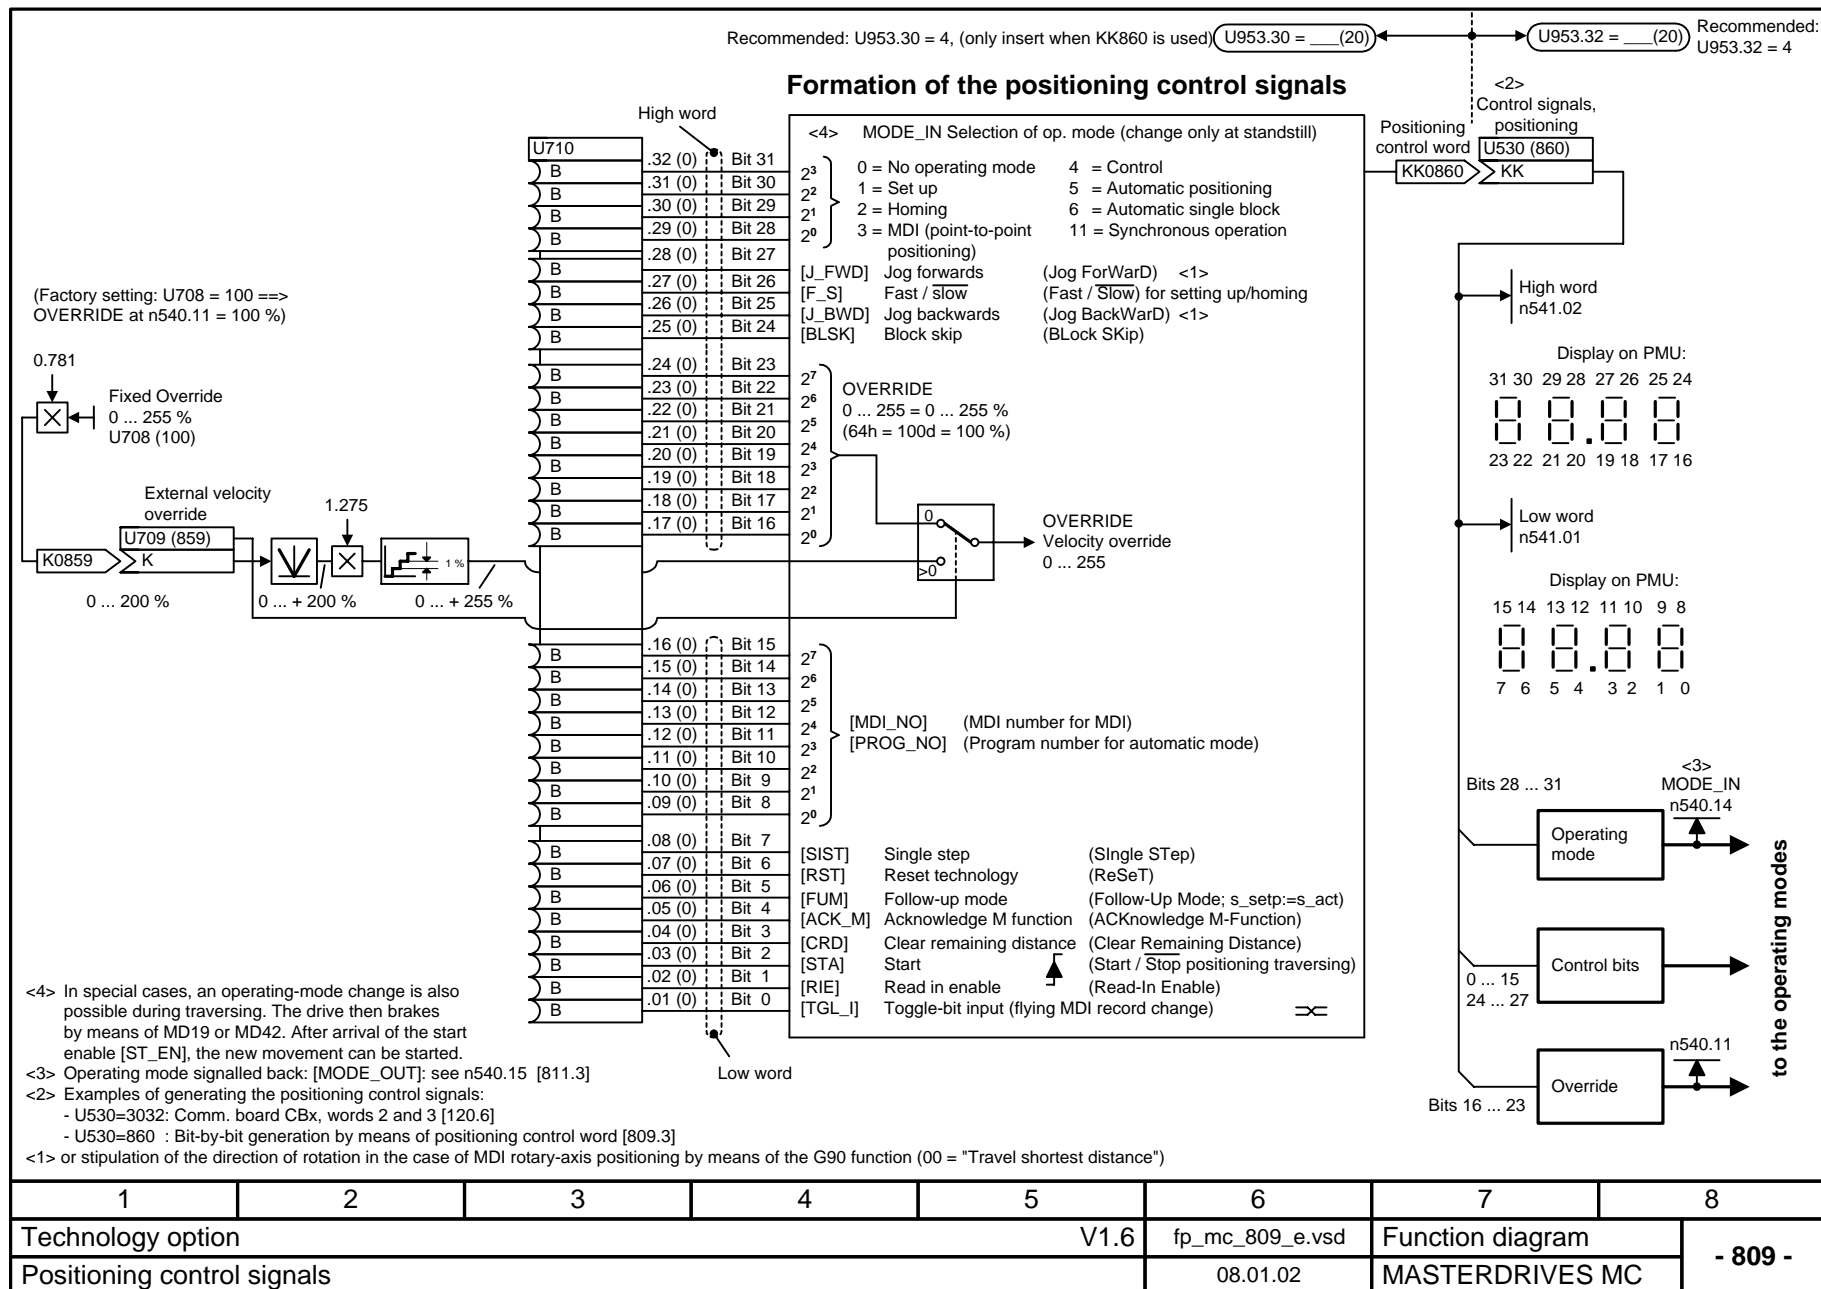 Recommended: U953.30 = 4, (only insert when KK860 is used)
U953.30 = ___(20)
U953.32 = ___(20)
Recommended:
U953.32 = 4
Formation of the positioning control signals
<2>
Control signals,
positioning
Positioning
control word
U530 (860)
KK0860
KK
High word
<4> MODE_IN Selection of op. mode (change only at standstill)
0 = No operating mode 4 = Control
1 = Set up 5 = Automatic positioning
2 = Homing 6 = Automatic single block
3 = MDI (point-to-point 11 = Synchronous operation
positioning)
U710
B .32 (0) Bit 31 2³
B .31 (0) Bit 30 2²
B .30 (0) Bit 29 2¹
B .29 (0) Bit 28 2⁰
B .28 (0) Bit 27 [J_FWD] Jog forwards (Jog ForWarD) <1>
B .27 (0) Bit 26 [F_S] Fast / slow (Fast / Slow) for setting up/homing
B .26 (0) Bit 25 [J_BWD] Jog backwards (Jog BackWarD) <1>
B .25 (0) Bit 24 [BLSK] Block skip (BLock SKip)
B .24 (0) Bit 23 2⁷
B .23 (0) Bit 22 2⁶
B .22 (0) Bit 21 2⁵
B .21 (0) Bit 20 2⁴
B .20 (0) Bit 19 2³
B .19 (0) Bit 18 2²
B .18 (0) Bit 17 2¹
B .17 (0) Bit 16 2⁰
OVERRIDE
0 ... 255 = 0 ... 255 %
(64h = 100d = 100 %)
(Factory setting: U708 = 100 ==>
OVERRIDE at n540.11 = 100 %)
0.781
Fixed Override
0 ... 255 %
U708 (100)
External velocity
override
U709 (859)
K0859
K
0 ... 200 %
1.275
0 ... + 200 %
1 %
0 ... + 255 %
0
>0
OVERRIDE
Velocity override
0 ... 255
B .16 (0) Bit 15 2⁷
B .15 (0) Bit 14 2⁶
B .14 (0) Bit 13 2⁵
B .13 (0) Bit 12 2⁴
B .12 (0) Bit 11 2³
B .11 (0) Bit 10 2²
B .10 (0) Bit 9 2¹
B .09 (0) Bit 8 2⁰
[MDI_NO] (MDI number for MDI)
[PROG_NO] (Program number for automatic mode)
B .08 (0) Bit 7 [SIST] Single step (SIngle STep)
B .07 (0) Bit 6 [RST] Reset technology (ReSeT)
B .06 (0) Bit 5 [FUM] Follow-up mode (Follow-Up Mode; s_setp:=s_act)
B .05 (0) Bit 4 [ACK_M] Acknowledge M function (ACKnowledge M-Function)
B .04 (0) Bit 3 [CRD] Clear remaining distance (Clear Remaining Distance)
B .03 (0) Bit 2 [STA] Start (Start / Stop positioning traversing)
B .02 (0) Bit 1 [RIE] Read in enable (Read-In Enable)
B .01 (0) Bit 0 [TGL_I] Toggle-bit input (flying MDI record change)
Low word
High word
n541.02
Display on PMU:
31 30 29 28 27 26 25 24
23 22 21 20 19 18 17 16
Low word
n541.01
Display on PMU:
15 14 13 12 11 10 9 8
7 6 5 4 3 2 1 0
Bits 28 ... 31
<3>
MODE_IN
n540.14
Operating
mode
0 ... 15
24 ... 27
Control bits
n540.11
Override
Bits 16 ... 23
to the operating modes
<4> In special cases, an operating-mode change is also
possible during traversing. The drive then brakes
by means of MD19 or MD42. After arrival of the start
enable [ST_EN], the new movement can be started.
<3> Operating mode signalled back: [MODE_OUT]: see n540.15 [811.3]
<2> Examples of generating the positioning control signals:
- U530=3032: Comm. board CBx, words 2 and 3 [120.6]
- U530=860 : Bit-by-bit generation by means of positioning control word [809.3]
<1> or stipulation of the direction of rotation in the case of MDI rotary-axis positioning by means of the G90 function (00 = "Travel shortest distance")
1 2 3 4 5 6 7 8
Technology option V1.6 fp_mc_809_e.vsd Function diagram
Positioning control signals 08.01.02 MASTERDRIVES MC
- 809 -